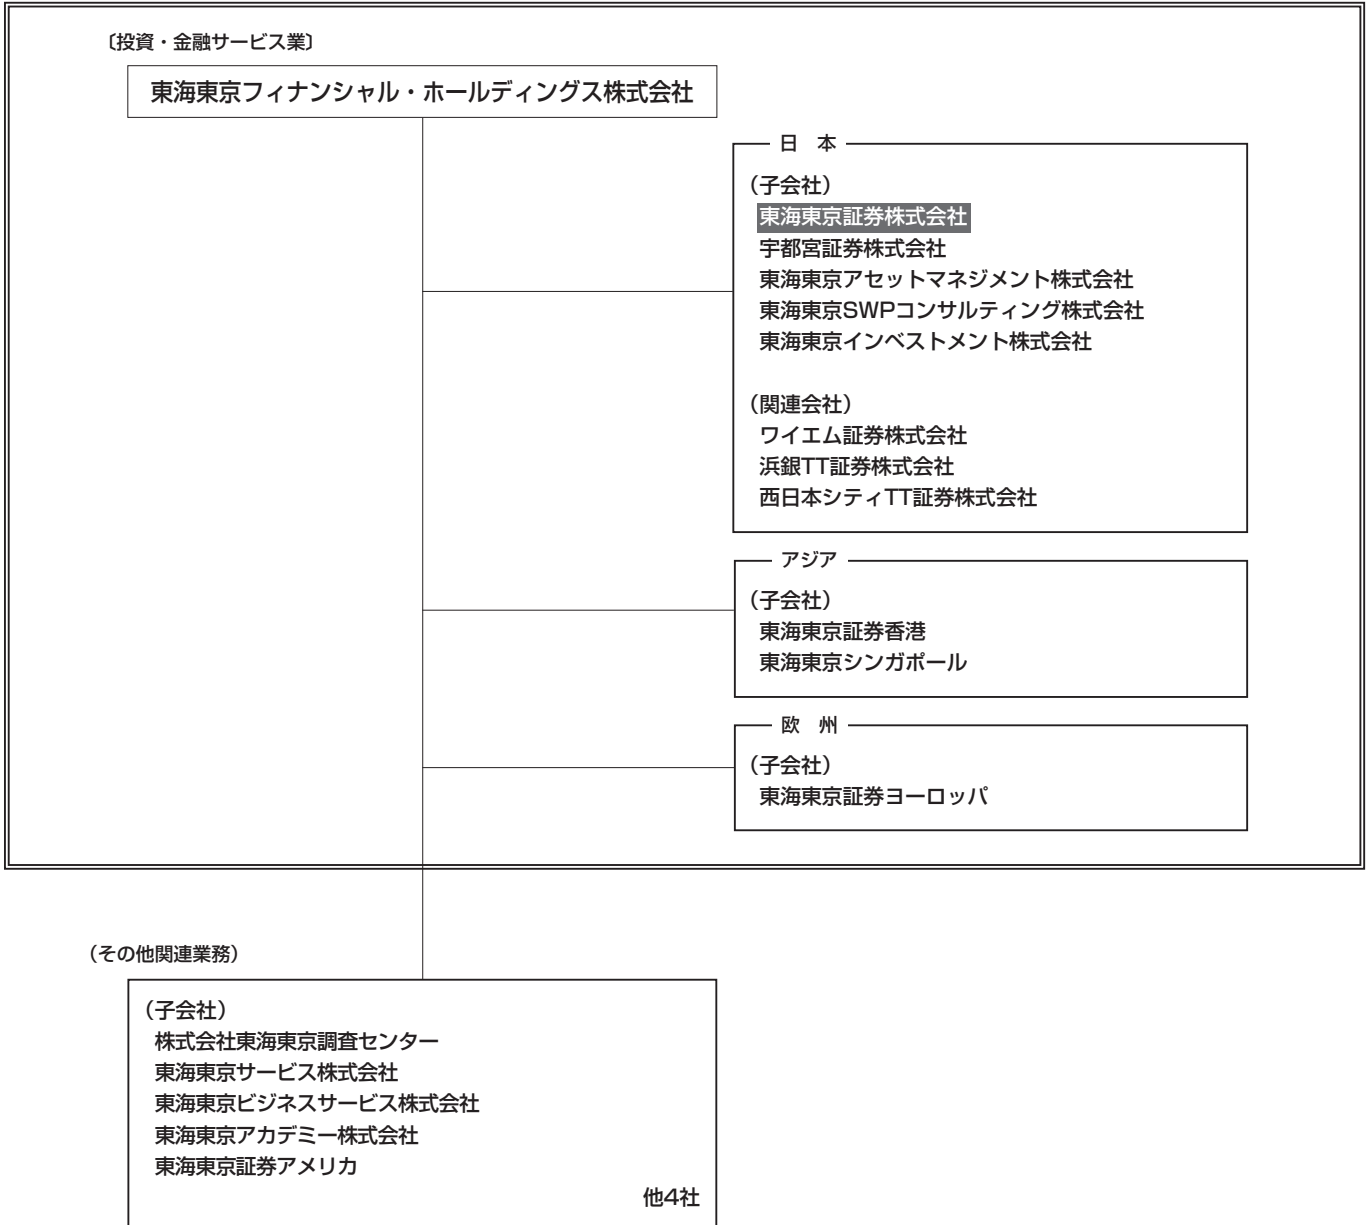 〔投資・金融サービス業〕
東海東京フィナンシャル・ホールディングス株式会社
日　本
（子会社）
東海東京証券株式会社
宇都宮証券株式会社
東海東京アセットマネジメント株式会社
東海東京SWPコンサルティング株式会社
東海東京インベストメント株式会社
（関連会社）
ワイエム証券株式会社
浜銀TT証券株式会社
西日本シティTT証券株式会社
アジア
（子会社）
東海東京証券香港
東海東京シンガポール
欧　州
（子会社）
東海東京証券ヨーロッパ
（その他関連業務）
（子会社）
株式会社東海東京調査センター
東海東京サービス株式会社
東海東京ビジネスサービス株式会社
東海東京アカデミー株式会社
東海東京証券アメリカ
他4社